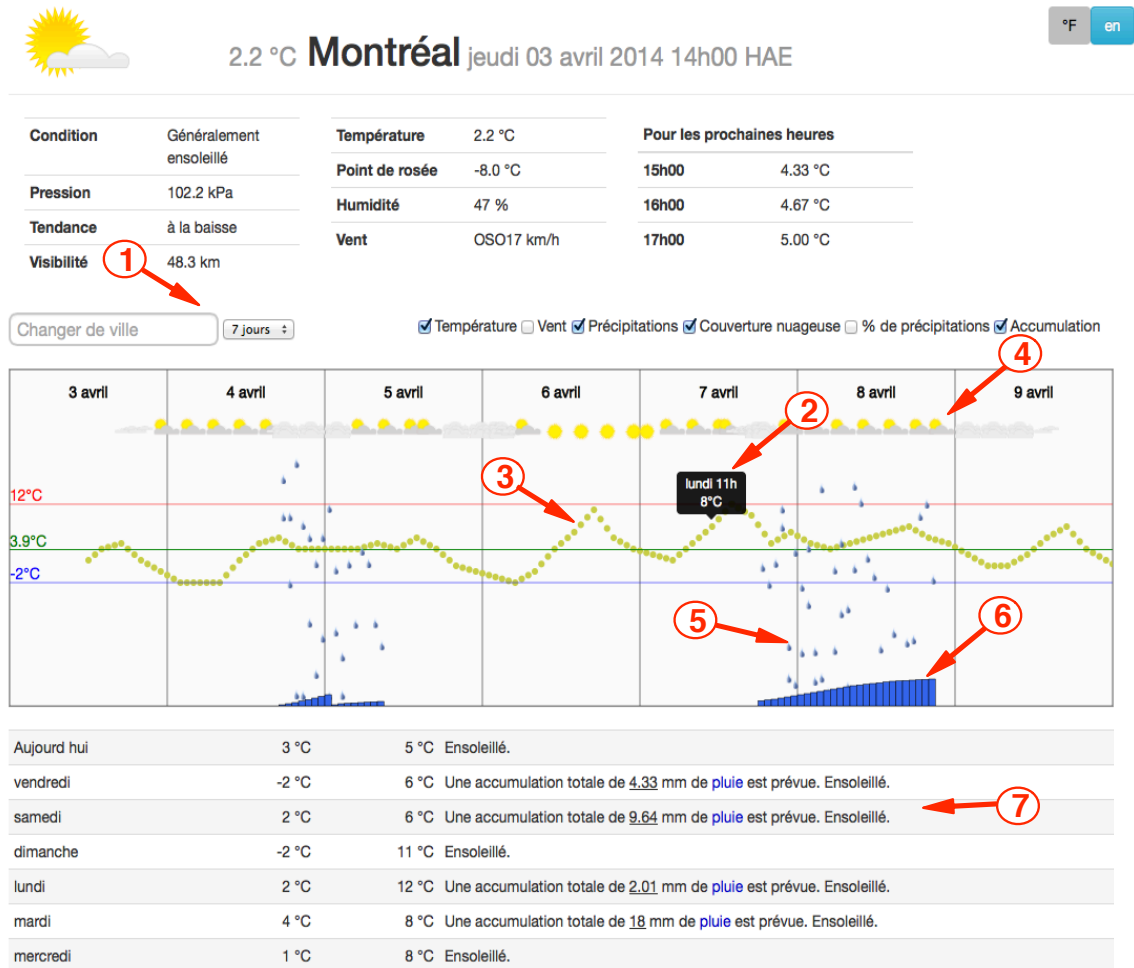 °F en
2.2 °C Montréal jeudi 03 avril 2014 14h00 HAE
Condition Généralement ensoleillé
Pression 102.2 kPa
Tendance à la baisse
Visibilité 48.3 km
Température 2.2 °C
Point de rosée -8.0 °C
Humidité 47 %
Vent OSO17 km/h
Pour les prochaines heures
15h00 4.33 °C
16h00 4.67 °C
17h00 5.00 °C
1
Changer de ville 7 jours
Température Vent Précipitations Couverture nuageuse % de précipitations Accumulation
4
3 avril 4 avril 5 avril 6 avril 7 avril 8 avril 9 avril
2
3
lundi 11h
8°C
12°C
3.9°C
-2°C
5
6
Aujourd hui 3 °C 5 °C Ensoleillé.
vendredi -2 °C 6 °C Une accumulation totale de 4.33 mm de pluie est prévue. Ensoleillé.
samedi 2 °C 6 °C Une accumulation totale de 9.64 mm de pluie est prévue. Ensoleillé.
7
dimanche -2 °C 11 °C Ensoleillé.
lundi 2 °C 12 °C Une accumulation totale de 2.01 mm de pluie est prévue. Ensoleillé.
mardi 4 °C 8 °C Une accumulation totale de 18 mm de pluie est prévue. Ensoleillé.
mercredi 1 °C 8 °C Ensoleillé.